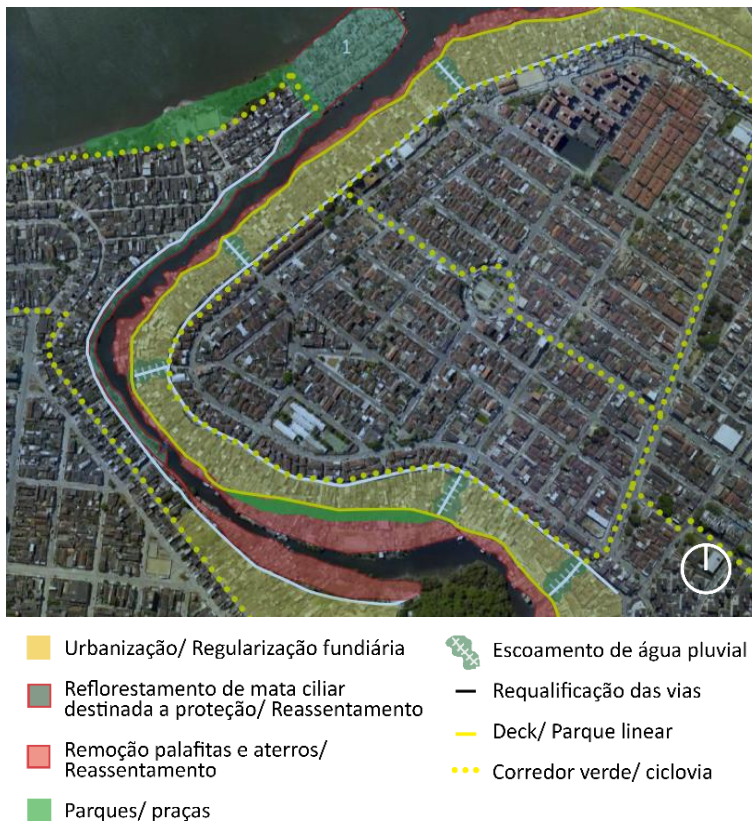 1
Urbanização/ Regularização fundiária
Reflorestamento de mata ciliar
destinada a proteção/ Reassentamento
Remoção palafitas e aterros/
Reassentamento
Parques/ praças
Escoamento de água pluvial
Requalificação das vias
Deck/ Parque linear
Corredor verde/ ciclovia